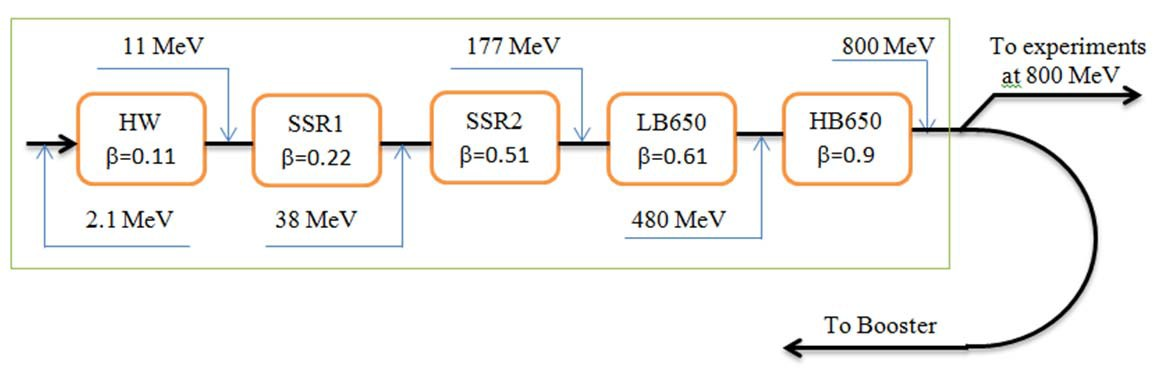 11 MeV
177 MeV
800 MeV
To experiments
at 800 MeV
HW
β=0.11
SSR1
β=0.22
SSR2
β=0.51
LB650
β=0.61
HB650
β=0.9
2.1 MeV
38 MeV
480 MeV
To Booster